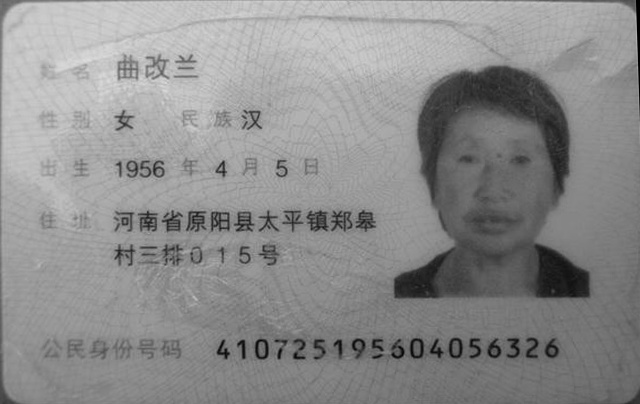 姓名 曲改兰
性别 女 民族 汉
出生 1956 年 4 月 5 日
住址 河南省原阳县太平镇郑皋
村三排015号
公民身份号码 410725195604056326